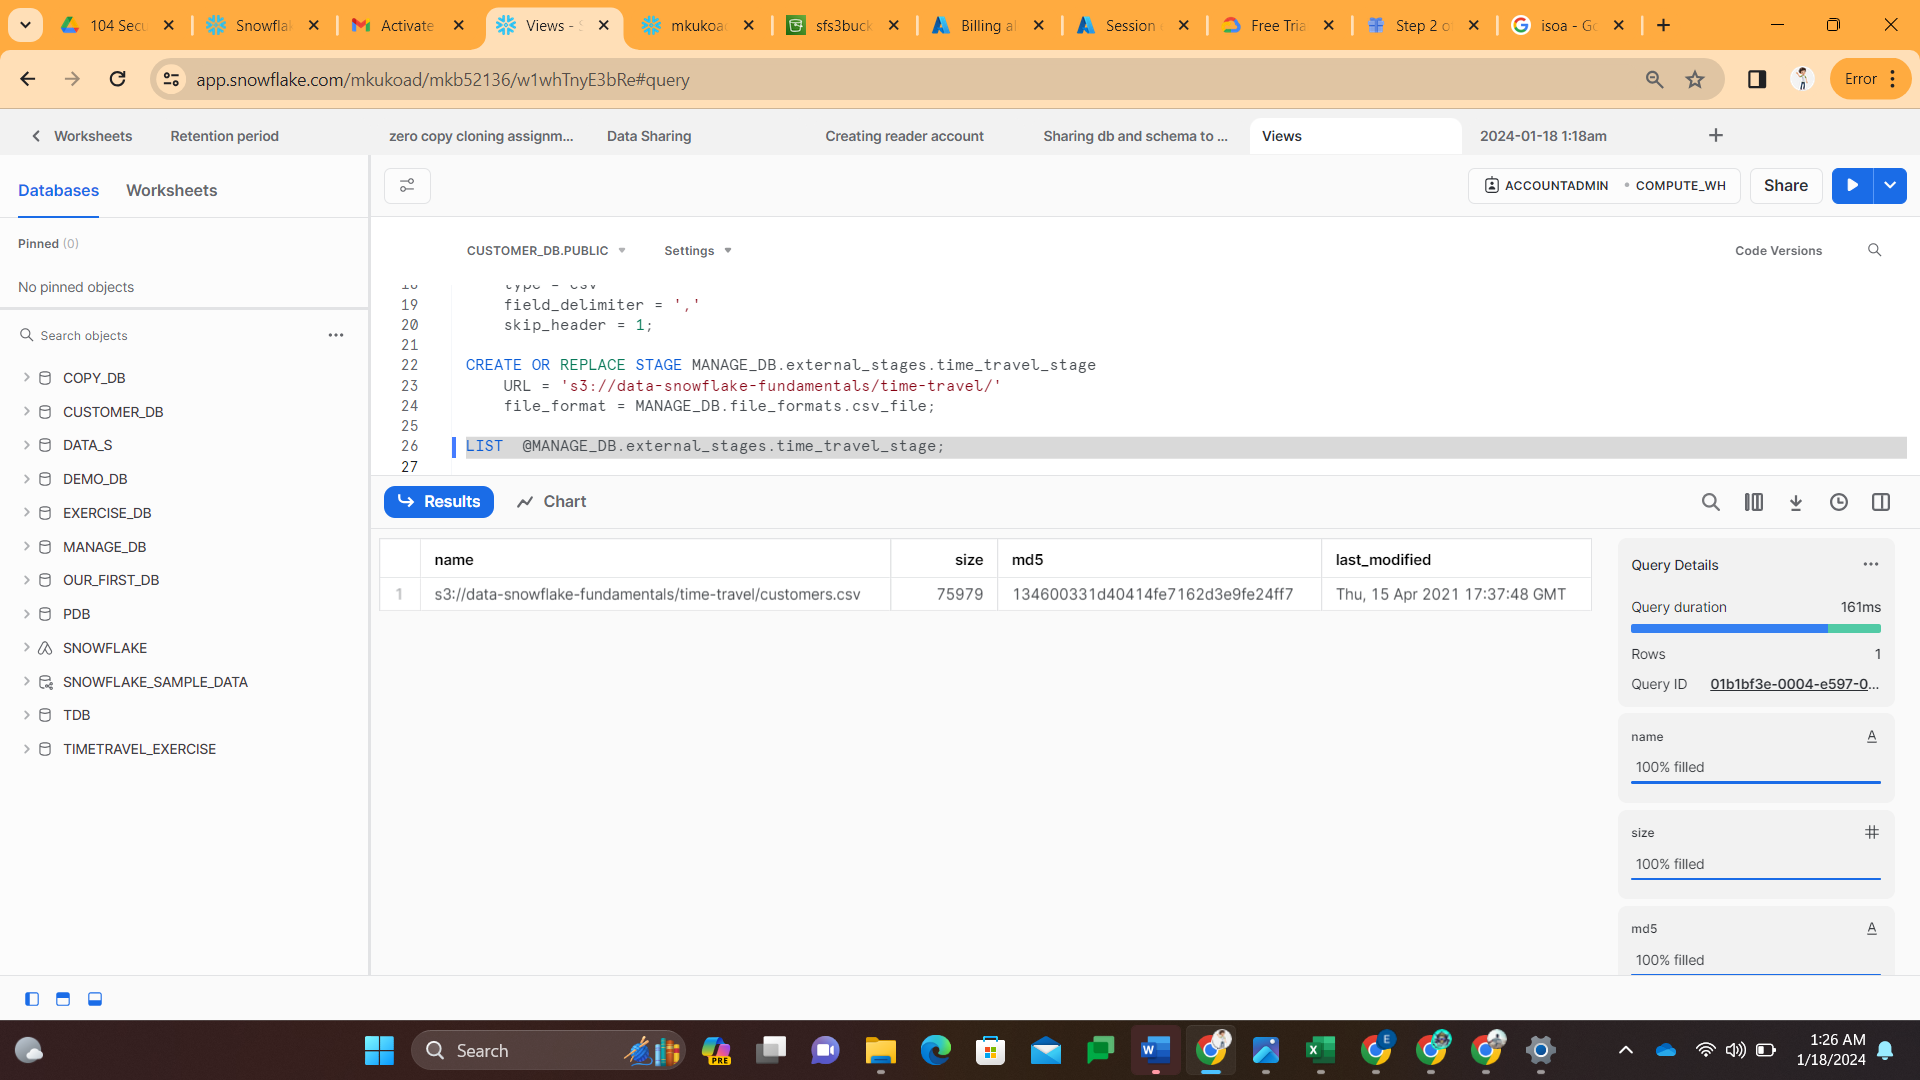 104 Secu
Snowflak
Activate
Views - S
mkukoad
sfs3buck
Billing al
Session
Free Tria
Step 2 o
isoa - Go
app.snowflake.com/mkukoad/mkb52136/w1whTnyE3bRe#query
Error
Worksheets
Retention period
zero copy cloning assignm...
Data Sharing
Creating reader account
Sharing db and schema to ...
Views
2024-01-18 1:18am
Databases
Worksheets
ACCOUNTADMIN
COMPUTE_WH
Share
Pinned (0)
No pinned objects
CUSTOMER_DB.PUBLIC
Settings
Code Versions
18 type = csv
19 field_delimiter = ','
20 skip_header = 1;
21
22 CREATE OR REPLACE STAGE MANAGE_DB.external_stages.time_travel_stage
23 URL = 's3://data-snowflake-fundamentals/time-travel/'
24 file_format = MANAGE_DB.file_formats.csv_file;
25
26 LIST @MANAGE_DB.external_stages.time_travel_stage;
27
Search objects
COPY_DB
CUSTOMER_DB
DATA_S
DEMO_DB
EXERCISE_DB
MANAGE_DB
OUR_FIRST_DB
PDB
SNOWFLAKE
SNOWFLAKE_SAMPLE_DATA
TDB
TIMETRAVEL_EXERCISE
Results
Chart
name size md5 last_modified
1 s3://data-snowflake-fundamentals/time-travel/customers.csv 75979 134600331d40414fe7162d3e9fe24ff7 Thu, 15 Apr 2021 17:37:48 GMT
Query Details
Query duration 161ms
Rows 1
Query ID 01b1bf3e-0004-e597-0...
name
100% filled
size
100% filled
md5
100% filled
Search
PRE
W
E
1:26 AM
1/18/2024